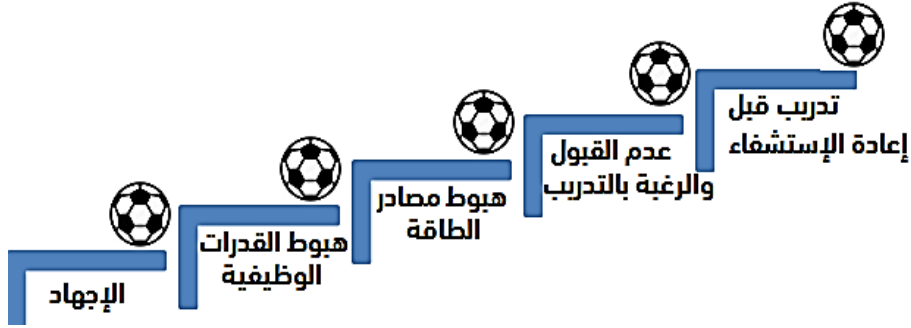 تدريب قبل
إعادة الإستشفاء
عدم القبول
والرغبة بالتدريب
هبوط مصادر
الطاقة
هبوط القدرات
الوظيفية
الإجهاد